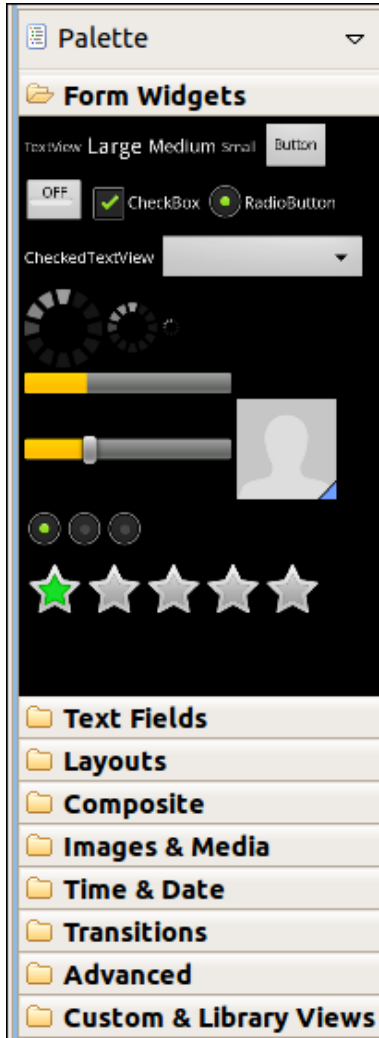 Palette
Form Widgets
TextView Large Medium Small Button
OFF CheckBox RadioButton
CheckedTextView
Text Fields
Layouts
Composite
Images & Media
Time & Date
Transitions
Advanced
Custom & Library Views